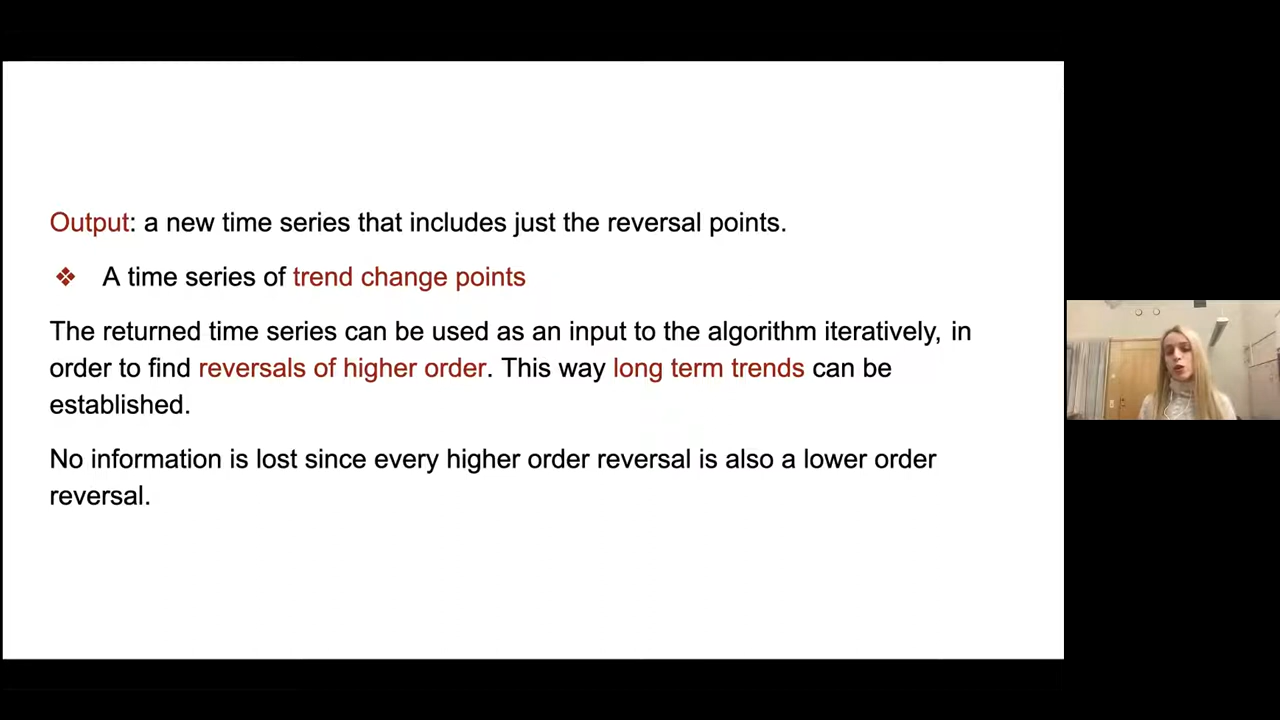 Output: a new time series that includes just the reversal points.
❖ A time series of trend change points
The returned time series can be used as an input to the algorithm iteratively, in
order to find reversals of higher order. This way long term trends can be
established.
No information is lost since every higher order reversal is also a lower order
reversal.